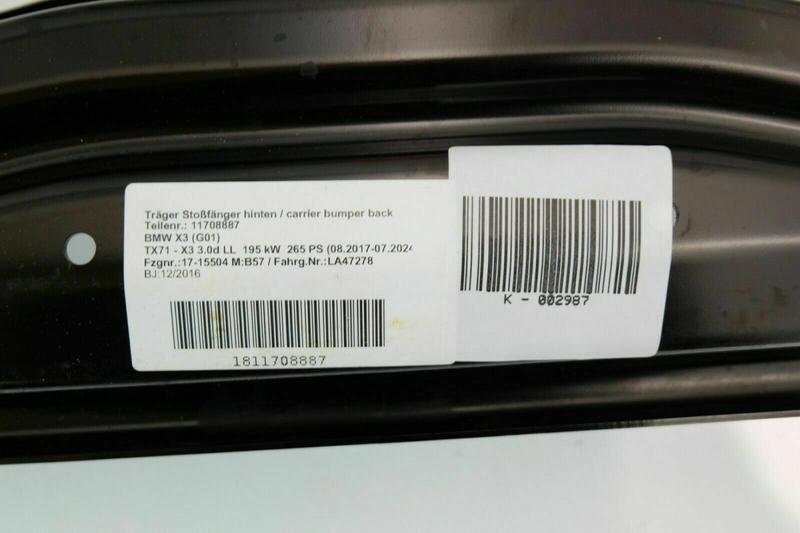 Träger Stoßfänger hinten / carrier bumper back
Teilenr.: 11708887
BMW X3 (G01)
TX71 - X3 3.0d LL 195 kW 265 PS (08.2017-07.2024
Fzgnr.:17-15504 M:B57 / Fahrg.Nr.:LA47278
BJ:12/2016
1811708887
K - 002987